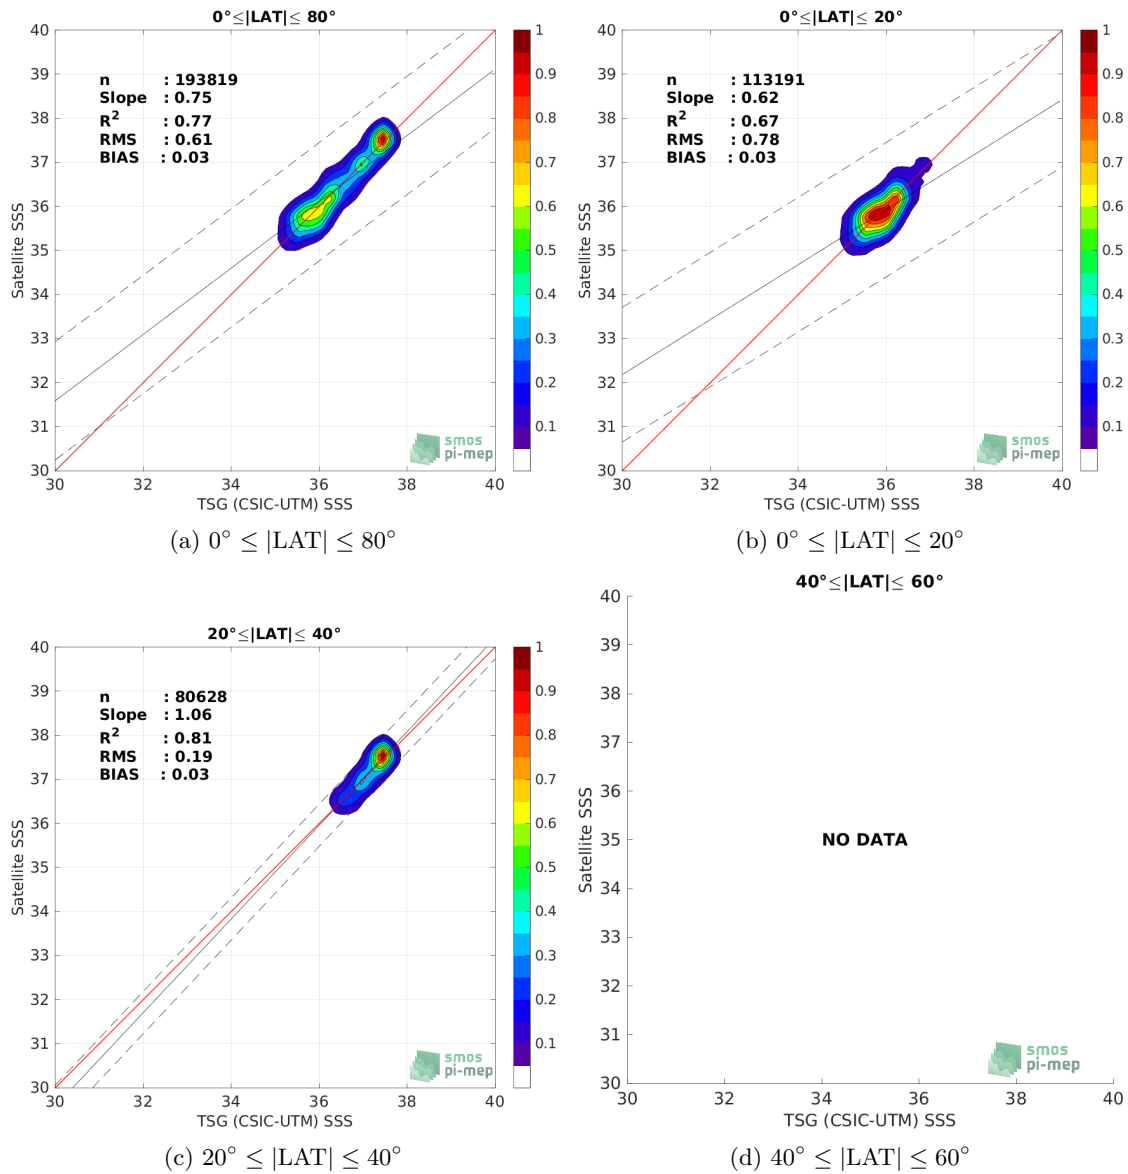 0°≤|LAT|≤ 80°
40
39
38
37
36
35
34
33
32
31
30
30 32 34 36 38 40
Satellite SSS
TSG (CSIC-UTM) SSS
n : 193819
Slope : 0.75
R² : 0.77
RMS : 0.61
BIAS : 0.03
smos
pi-mep
1
0.9
0.8
0.7
0.6
0.5
0.4
0.3
0.2
0.1
(a) 0° ≤ |LAT| ≤ 80°
0°≤|LAT|≤ 20°
40
39
38
37
36
35
34
33
32
31
30
30 32 34 36 38 40
Satellite SSS
TSG (CSIC-UTM) SSS
n : 113191
Slope : 0.62
R² : 0.67
RMS : 0.78
BIAS : 0.03
smos
pi-mep
1
0.9
0.8
0.7
0.6
0.5
0.4
0.3
0.2
0.1
(b) 0° ≤ |LAT| ≤ 20°
20°≤|LAT|≤ 40°
40
39
38
37
36
35
34
33
32
31
30
30 32 34 36 38 40
Satellite SSS
TSG (CSIC-UTM) SSS
n : 80628
Slope : 1.06
R² : 0.81
RMS : 0.19
BIAS : 0.03
smos
pi-mep
1
0.9
0.8
0.7
0.6
0.5
0.4
0.3
0.2
0.1
(c) 20° ≤ |LAT| ≤ 40°
40°≤|LAT|≤ 60°
40
39
38
37
36
35
34
33
32
31
30
30 32 34 36 38 40
Satellite SSS
TSG (CSIC-UTM) SSS
NO DATA
smos
pi-mep
(d) 40° ≤ |LAT| ≤ 60°